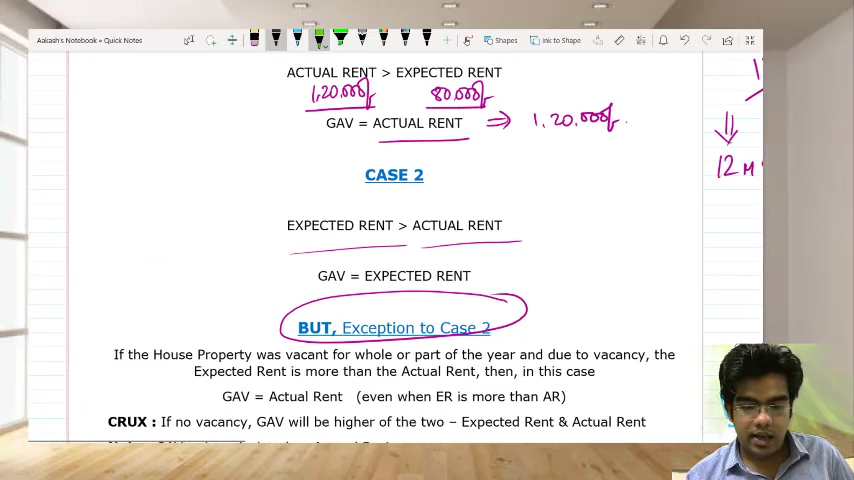 Aakash's Notebook » Quick Notes
Shapes
Ink to Shape
ACTUAL RENT > EXPECTED RENT
1,20,000/- 80,000/-
GAV = ACTUAL RENT ⇒ 1,20,000/-
12 M
CASE 2
EXPECTED RENT > ACTUAL RENT
GAV = EXPECTED RENT
BUT, Exception to Case 2
If the House Property was vacant for whole or part of the year and due to vacancy, the
Expected Rent is more than the Actual Rent, then, in this case
GAV = Actual Rent (even when ER is more than AR)
CRUX : If no vacancy, GAV will be higher of the two – Expected Rent & Actual Rent